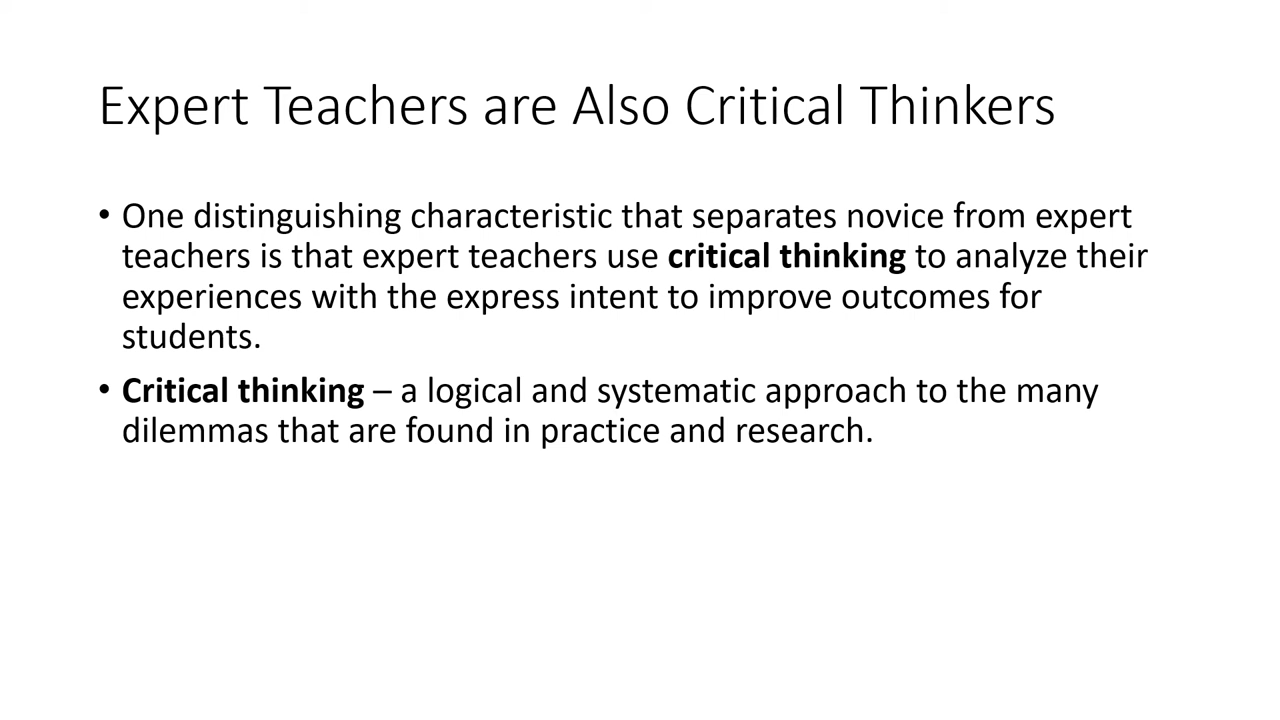 Expert Teachers are Also Critical Thinkers
• One distinguishing characteristic that separates novice from expert
teachers is that expert teachers use critical thinking to analyze their
experiences with the express intent to improve outcomes for
students.
• Critical thinking – a logical and systematic approach to the many
dilemmas that are found in practice and research.